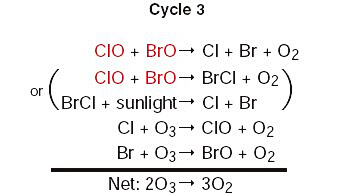 Cycle 3
ClO + BrO → Cl + Br + O₂
ClO + BrO → BrCl + O₂
or ( BrCl + sunlight → Cl + Br )
Cl + O₃ → ClO + O₂
Br + O₃ → BrO + O₂
Net: 2O₃ → 3O₂